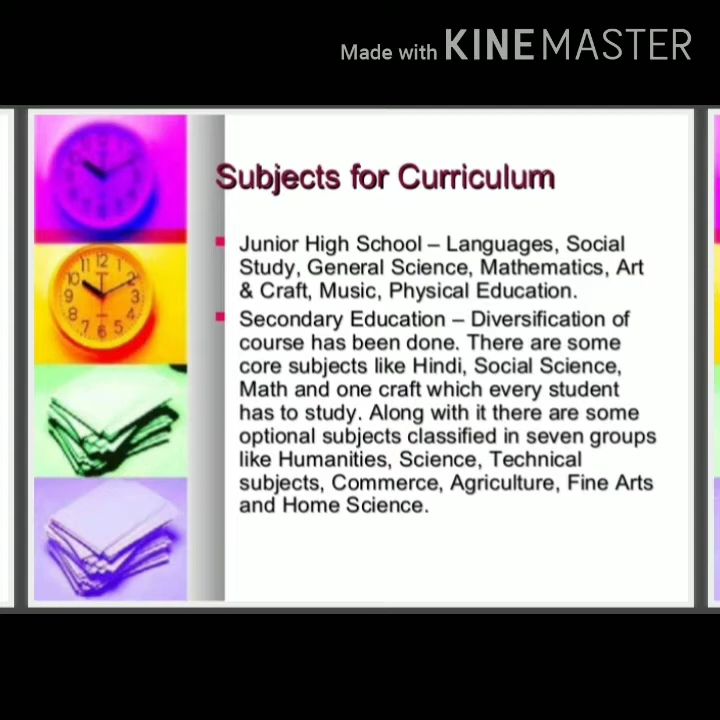 Made with KINEMASTER
Subjects for Curriculum
Junior High School – Languages, Social
Study, General Science, Mathematics, Art
& Craft, Music, Physical Education.
Secondary Education – Diversification of
course has been done. There are some
core subjects like Hindi, Social Science,
Math and one craft which every student
has to study. Along with it there are some
optional subjects classified in seven groups
like Humanities, Science, Technical
subjects, Commerce, Agriculture, Fine Arts
and Home Science.